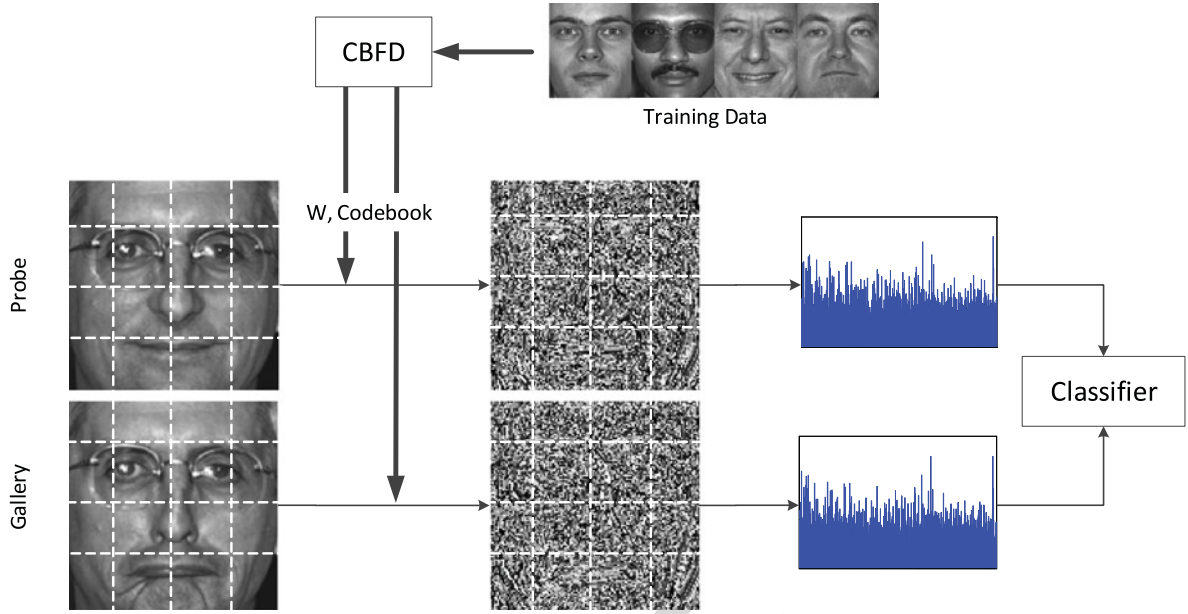 CBFD
Training Data
W, Codebook
Probe
Classifier
Gallery